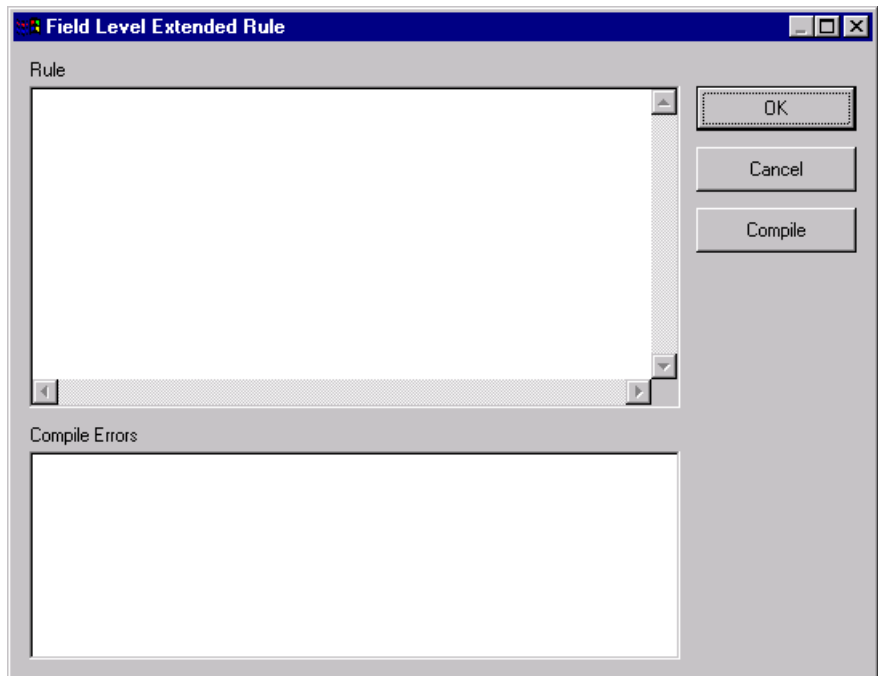 Field Level Extended Rule
Rule
OK
Cancel
Compile
Compile Errors